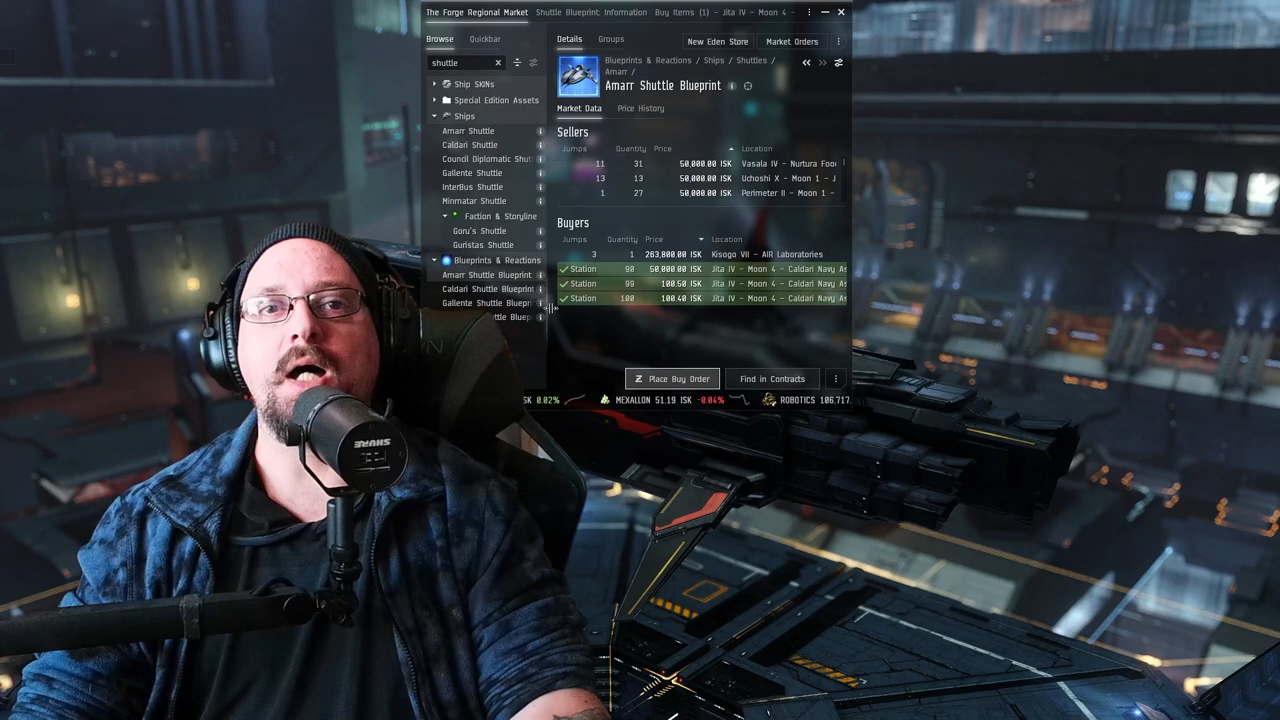 The Forge Regional Market Shuttle Blueprint: Information Buy Items (1) - Jita IV - Moon 4 -
Browse Quickbar
shuttle
Ship SKINs
Special Edition Assets
Ships
Amarr Shuttle
Caldari Shuttle
Council Diplomatic Shutt
Gallente Shuttle
InterBus Shuttle
Minmatar Shuttle
Faction & Storyline
Goru's Shuttle
Guristas Shuttle
Blueprints & Reactions
Amarr Shuttle Blueprint
Caldari Shuttle Blueprint
Gallente Shuttle Bluepr
ttle Bluep
Details Groups
New Eden Store Market Orders
Blueprints & Reactions / Ships / Shuttles /
Amarr /
Amarr Shuttle Blueprint
Market Data Price History
Sellers
Jumps Quantity Price Location
11 31 50,000.00 ISK Vasala IV - Nurtura Foo
13 13 50,000.00 ISK Uchoshi X - Moon 1 - J
1 27 50,000.00 ISK Perimeter II - Moon 1 -
Buyers
Jumps Quantity Price Location
3 1 263,800.00 ISK Kisogo VII - AIR Laboratories
Station 90 50,000.00 ISK Jita IV - Moon 4 - Caldari Navy As
Station 99 100.50 ISK Jita IV - Moon 4 - Caldari Navy As
Station 100 100.40 ISK Jita IV - Moon 4 - Caldari Navy As
Place Buy Order Find in Contracts
SK 0.02% MEXALLON 51.19 ISK -0.04% ROBOTICS 106,717.
SHURE